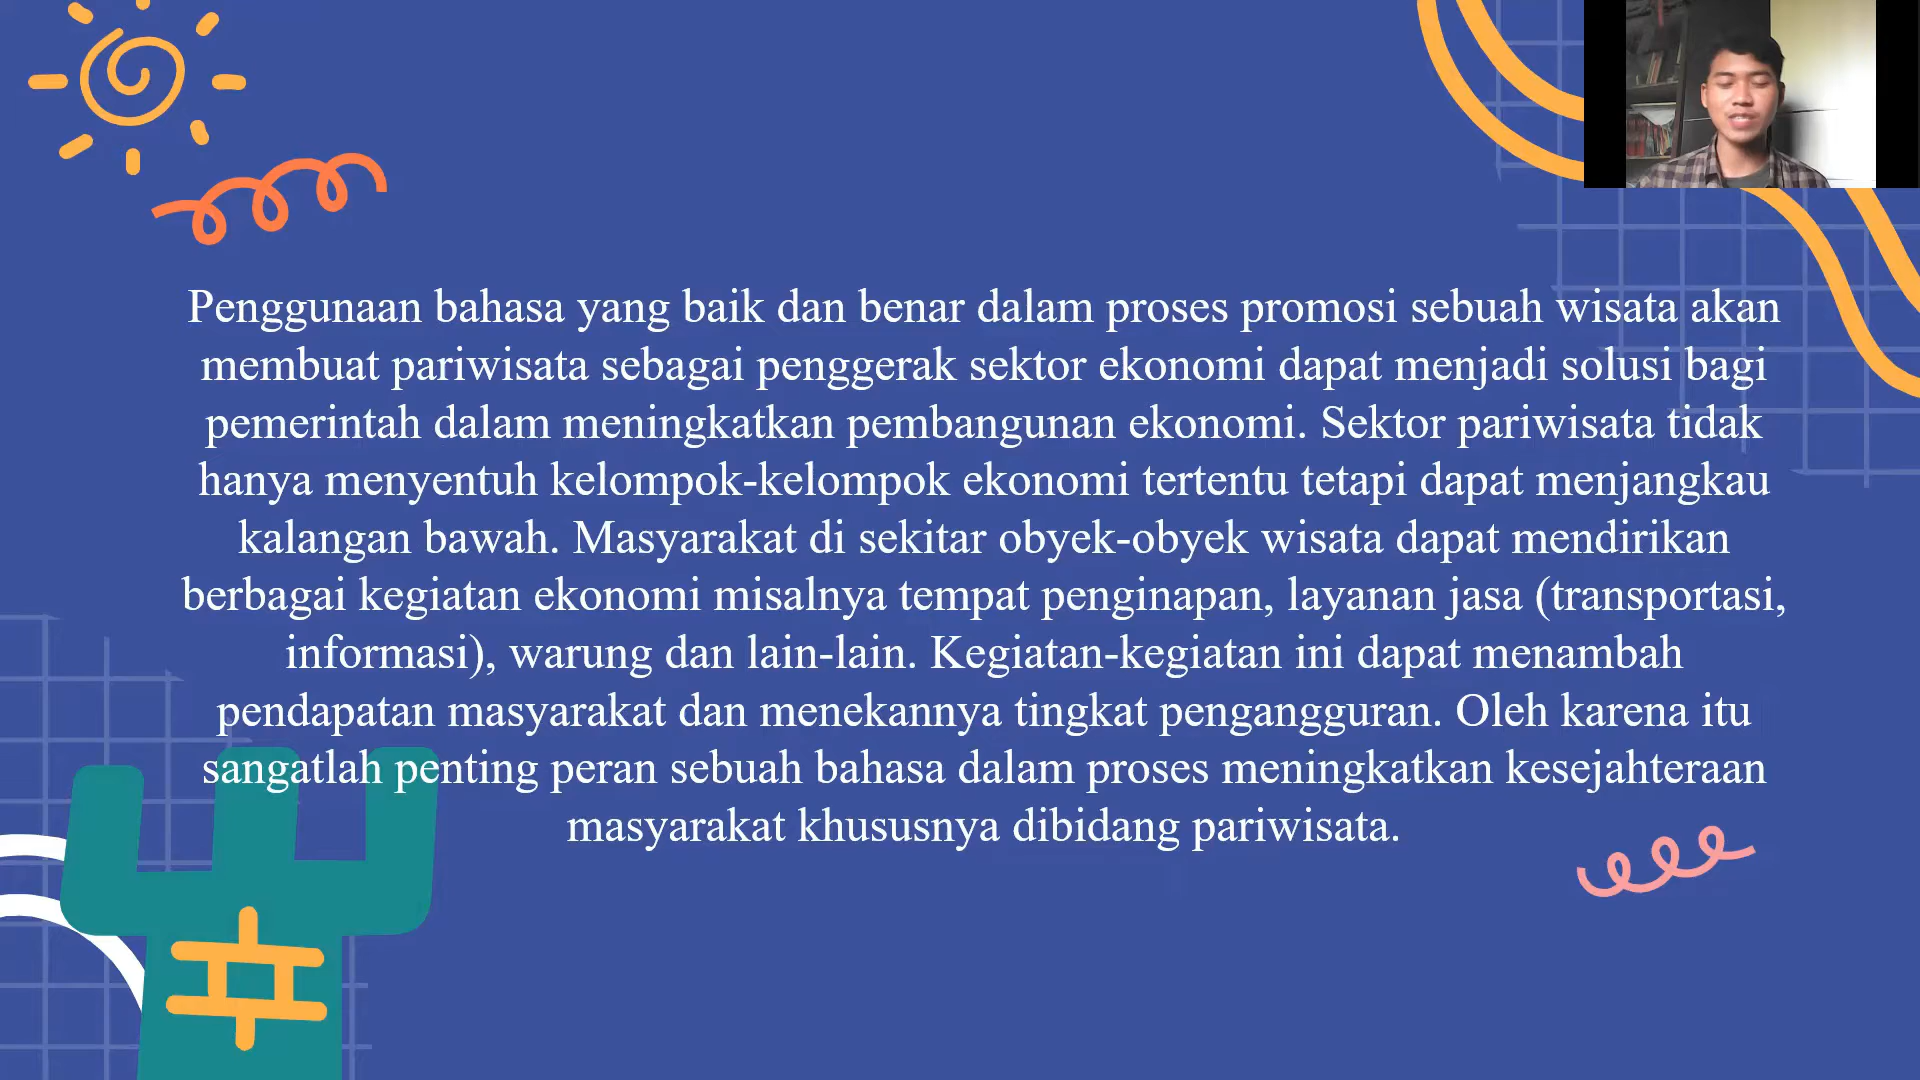 Penggunaan bahasa yang baik dan benar dalam proses promosi sebuah wisata akan
membuat pariwisata sebagai penggerak sektor ekonomi dapat menjadi solusi bagi
pemerintah dalam meningkatkan pembangunan ekonomi. Sektor pariwisata tidak
hanya menyentuh kelompok-kelompok ekonomi tertentu tetapi dapat menjangkau
kalangan bawah. Masyarakat di sekitar obyek-obyek wisata dapat mendirikan
berbagai kegiatan ekonomi misalnya tempat penginapan, layanan jasa (transportasi,
informasi), warung dan lain-lain. Kegiatan-kegiatan ini dapat menambah
pendapatan masyarakat dan menekannya tingkat pengangguran. Oleh karena itu
sangatlah penting peran sebuah bahasa dalam proses meningkatkan kesejahteraan
masyarakat khususnya dibidang pariwisata.